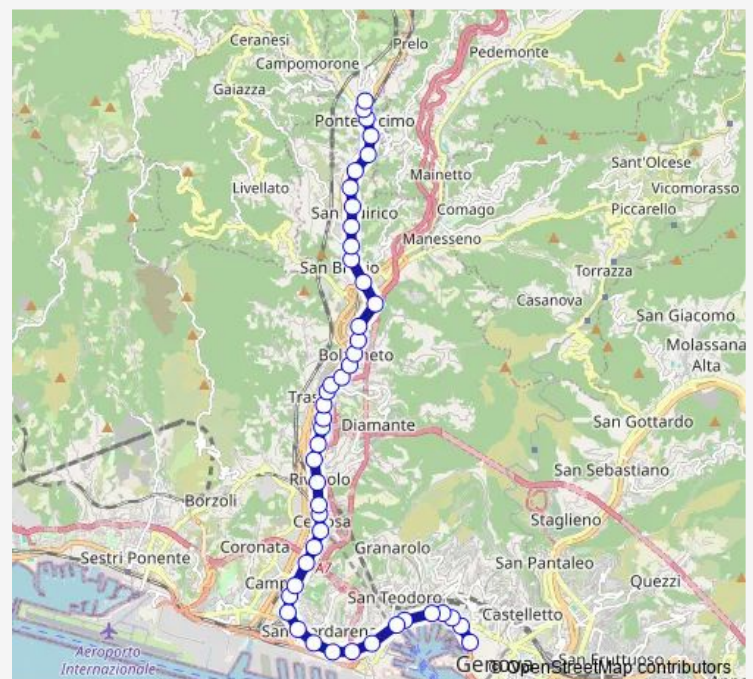 Prelo
Ceranesi
Pedemonte
Campomorone
Gaiazza
Sant'Olcese
Mainetto
Livellato
Vicomorasso
Comago
Piccarello
Manesseno
Torrazza
Casanova
San Giacomo
Molassana
Alta
San Gottardo
Diamante
San Sebastiano
Borzoli
Staglieno
Coronata
Granarolo
Sestri Ponente
San Pantaleo
A7
Quezzi
San Teodoro
Castelletto
Aeroporto
Internazionale
Genova
San Fruttuoso
© OpenStreetMap contributors